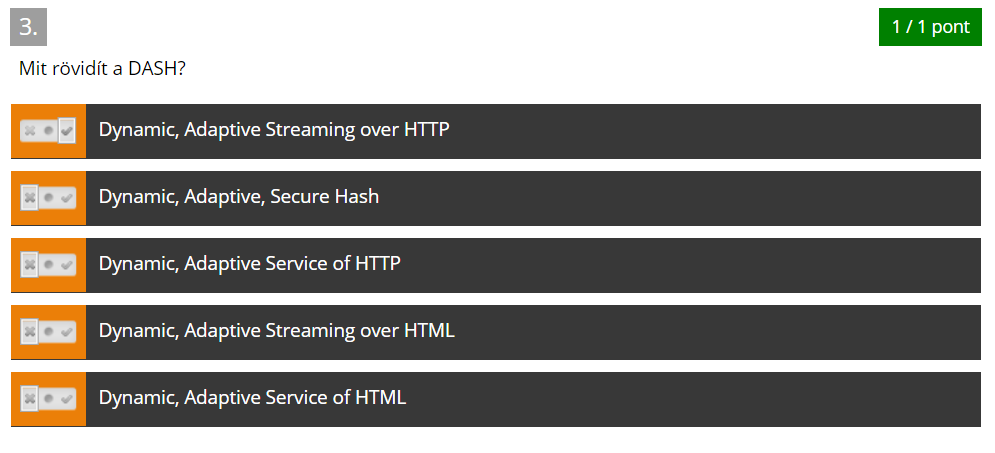 3.
1 / 1 pont
Mit rövidít a DASH?
Dynamic, Adaptive Streaming over HTTP
Dynamic, Adaptive, Secure Hash
Dynamic, Adaptive Service of HTTP
Dynamic, Adaptive Streaming over HTML
Dynamic, Adaptive Service of HTML